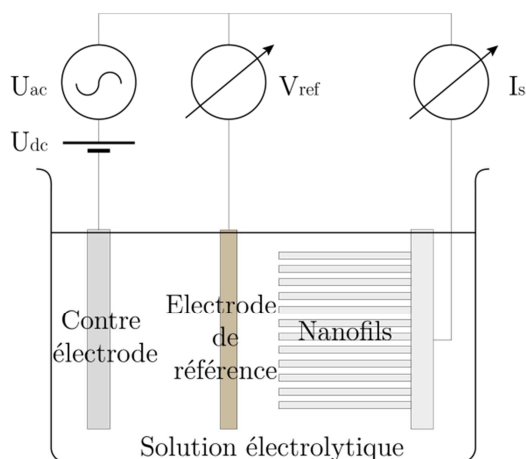 Uac
Vref
Is
Udc
Contre
électrode
Electrode
de
référence
Nanofils
Solution électrolytique